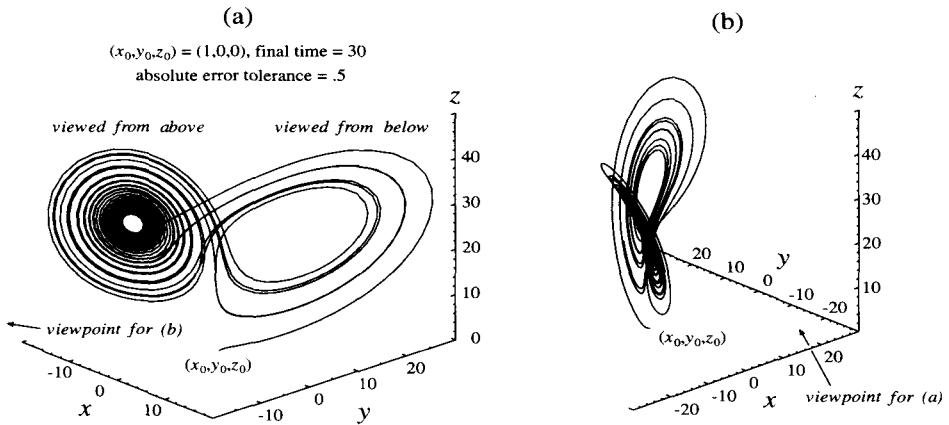 (a)
(x₀,y₀,z₀) = (1,0,0), final time = 30
absolute error tolerance = .5
viewed from above
viewed from below
z
40
30
20
10
0
viewpoint for (b)
(x₀,y₀,z₀)
-10
0
10
x
-10
0
10
20
y
(b)
z
40
30
20
10
20
10
0
-10
-20
y
(x₀,y₀,z₀)
-20
-10
0
10
20
x
viewpoint for (a)